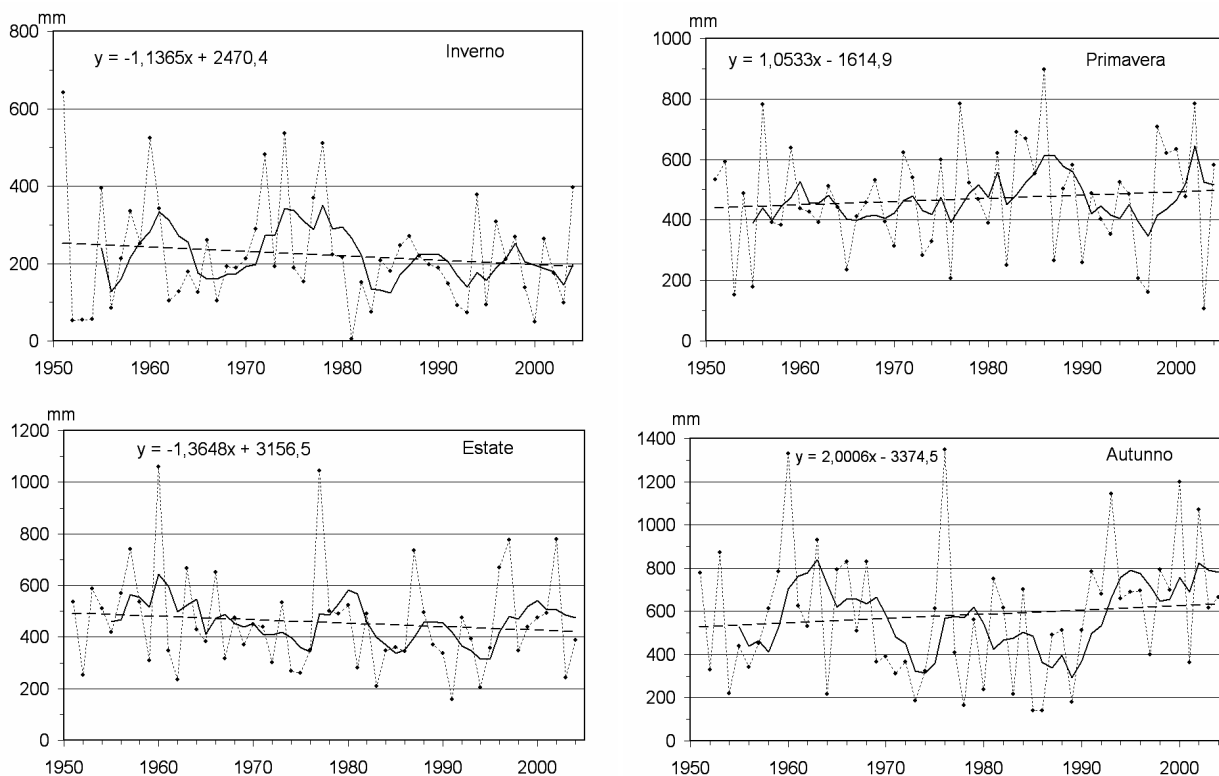 mm
800
600
400
200
0
y = -1,1365x + 2470,4
Inverno
1950 1960 1970 1980 1990 2000
mm
1000
800
600
400
200
0
y = 1,0533x - 1614,9
Primavera
1950 1960 1970 1980 1990 2000
mm
1200
1000
800
600
400
200
0
y = -1,3648x + 3156,5
Estate
1950 1960 1970 1980 1990 2000
mm
1400
1200
1000
800
600
400
200
0
y = 2,0006x - 3374,5
Autunno
1950 1960 1970 1980 1990 2000